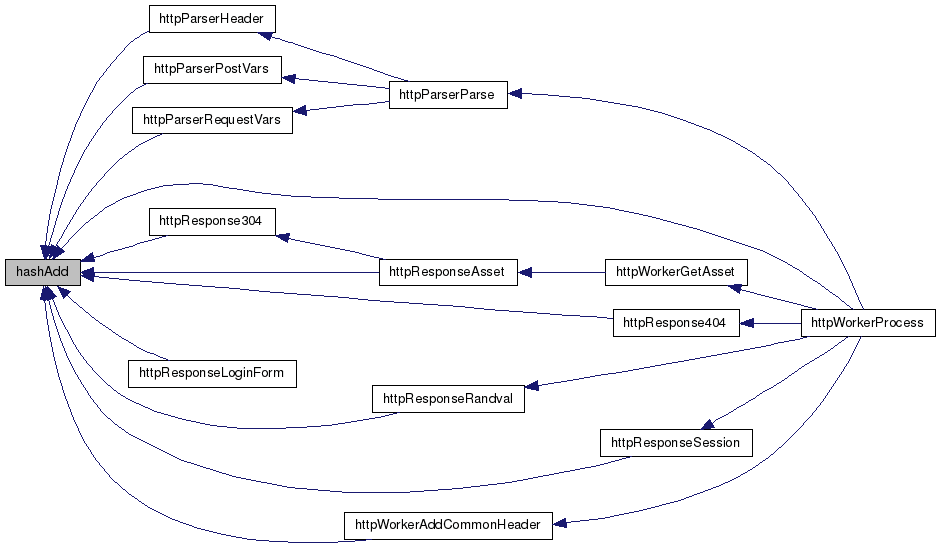 httpParserHeader
httpParserPostVars
httpParserParse
httpParserRequestVars
httpResponse304
hashAdd
httpResponseAsset
httpWorkerGetAsset
httpResponse404
httpWorkerProcess
httpResponseLoginForm
httpResponseRandval
httpResponseSession
httpWorkerAddCommonHeader